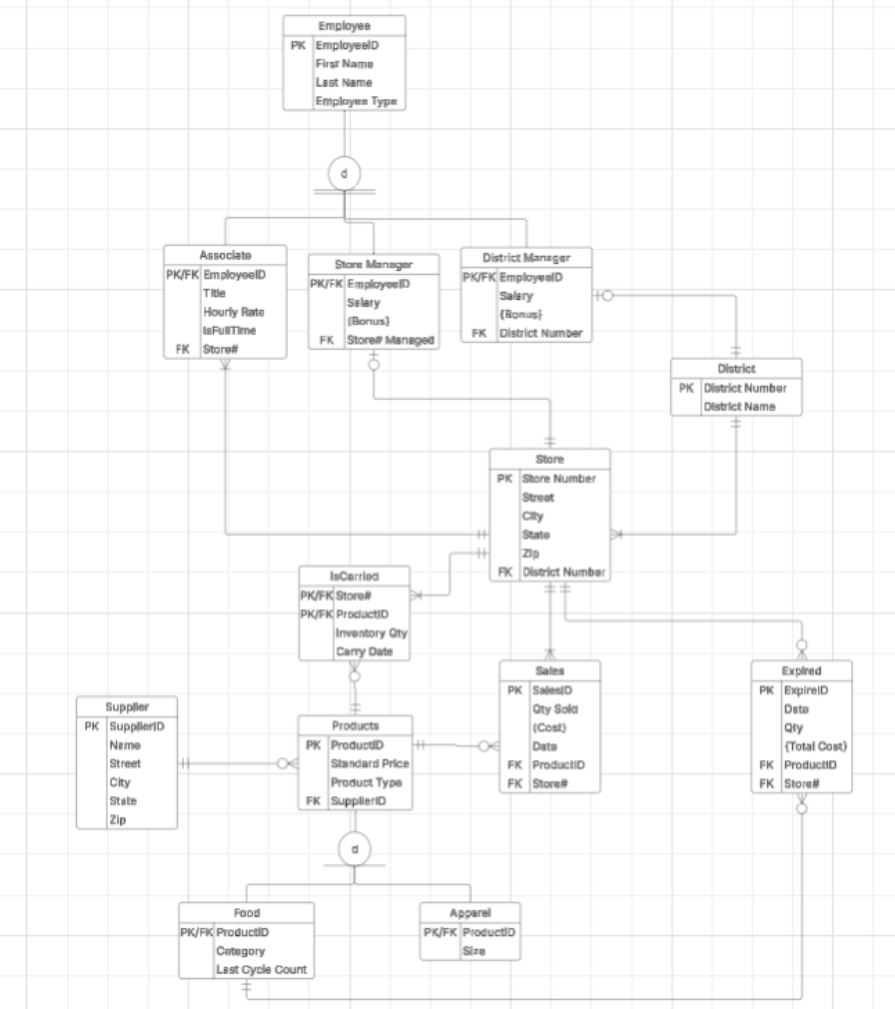 Employee
PK EmployeeID
First Name
Last Name
Employee Type
d
Associate
PK/FK EmployeeID
Title
Hourly Rate
IsFullTime
FK Store#
Store Manager
PK/FK EmployeeID
Salary
{Bonus}
FK Store# Managed
District Manager
PK/FK EmployeeID
Salary
{Bonus}
FK District Number
District
PK District Number
District Name
Store
PK Store Number
Street
City
State
Zip
FK District Number
IsCarried
PK/FK Store#
PK/FK ProductID
Inventory Qty
Carry Date
Sales
PK SalesID
Qty Sold
{Cost}
Data
FK ProductID
FK Store#
Expired
PK ExpireID
Date
Qty
{Total Cost}
FK ProductID
FK Store#
Supplier
PK SupplierID
Name
Street
City
State
Zip
Products
PK ProductID
Standard Price
Product Type
FK SupplierID
d
Food
PK/FK ProductID
Category
Last Cycle Count
Apparel
PK/FK ProductID
Size